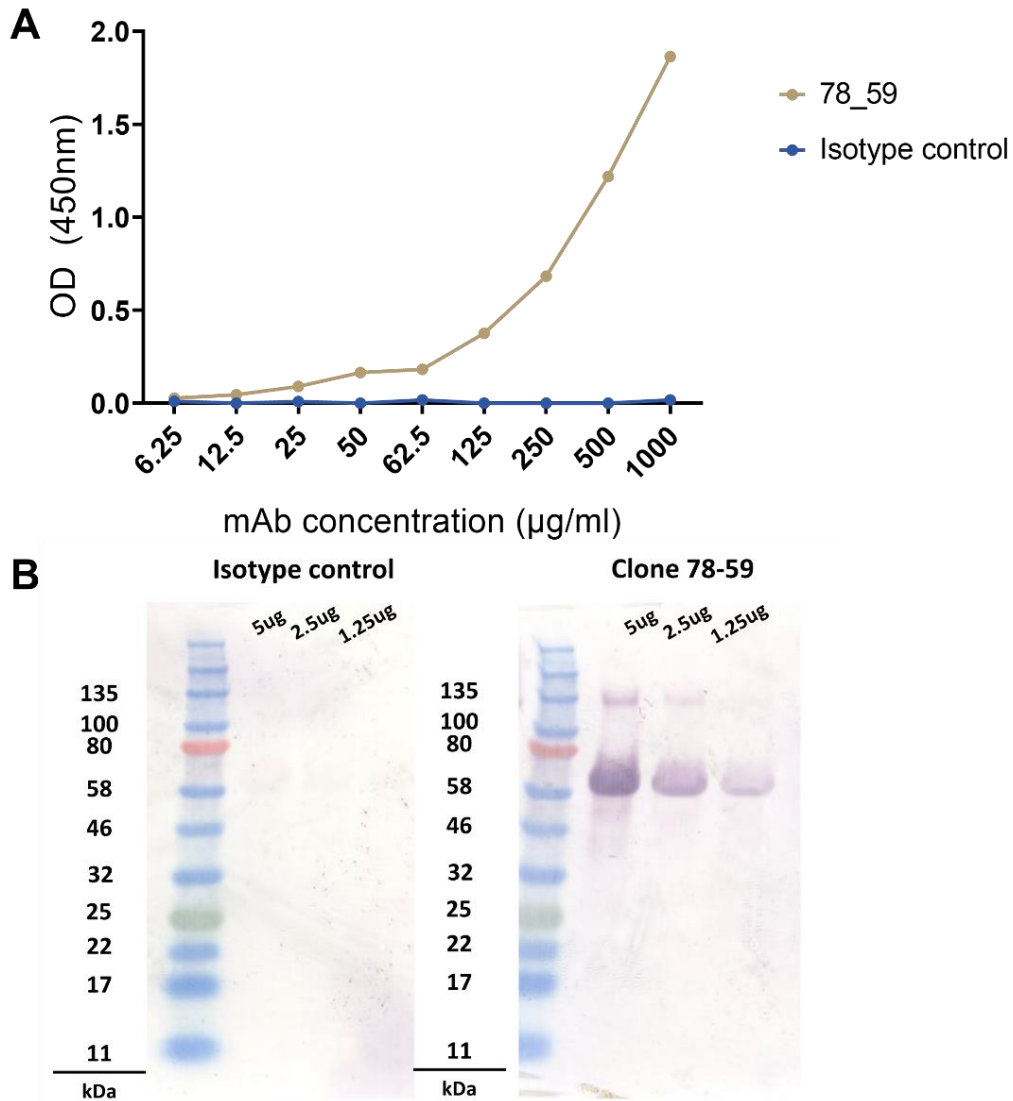 A
2.0
1.5
1.0
0.5
0.0
OD (450nm)
6.25 12.5 25 50 62.5 125 250 500 1000
mAb concentration (µg/ml)
78_59
Isotype control
B
Isotype control
5ug 2.5ug 1.25ug
135
100
80
58
46
32
25
22
17
11
kDa
Clone 78-59
5ug 2.5ug 1.25ug
135
100
80
58
46
32
25
22
17
11
kDa